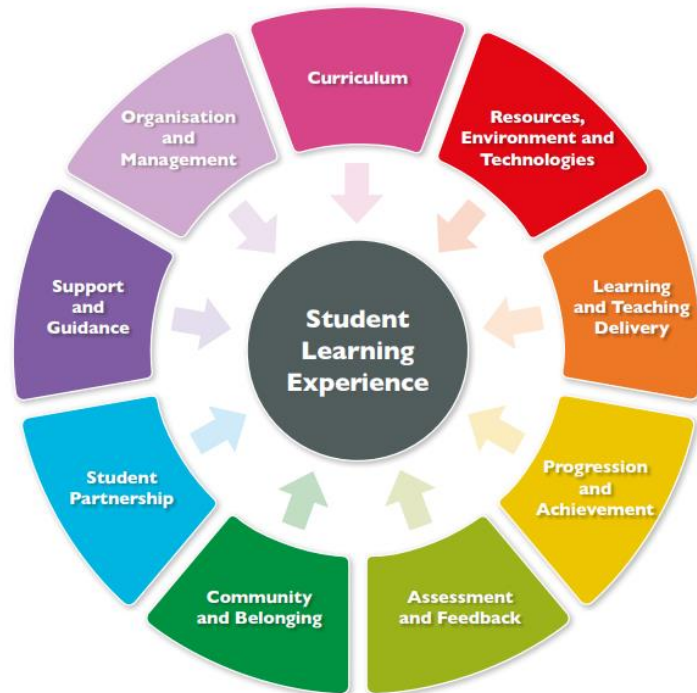 Curriculum
Resources,
Environment and
Technologies
Learning
and Teaching
Delivery
Progression
and
Achievement
Assessment
and Feedback
Community
and Belonging
Student
Partnership
Support
and
Guidance
Organisation
and
Management
Student
Learning
Experience